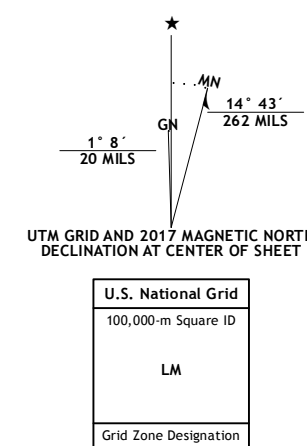 ★
MN
GN
14° 43´
262 MILS
1° 8´
20 MILS
UTM GRID AND 2017 MAGNETIC NORT
DECLINATION AT CENTER OF SHEET
U.S. National Grid
100,000-m Square ID
LM
Grid Zone Designation